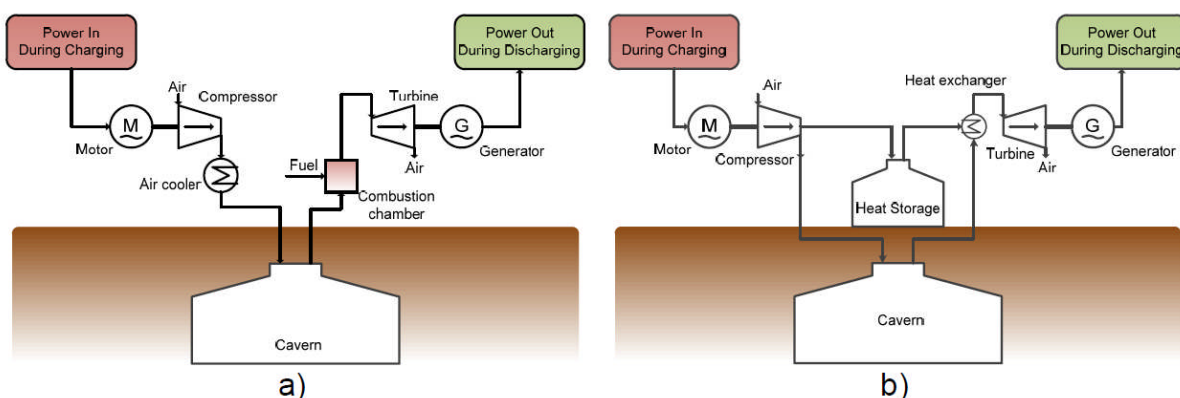 Power In
During Charging
Power Out
During Discharging
Air
Compressor
Turbine
M
G
Motor
Generator
Air
Fuel
Air cooler
Combustion
chamber
Cavern
a)
Power In
During Charging
Power Out
During Discharging
Air
Heat exchanger
M
G
Motor
Compressor
Turbine
Generator
Air
Heat Storage
Cavern
b)